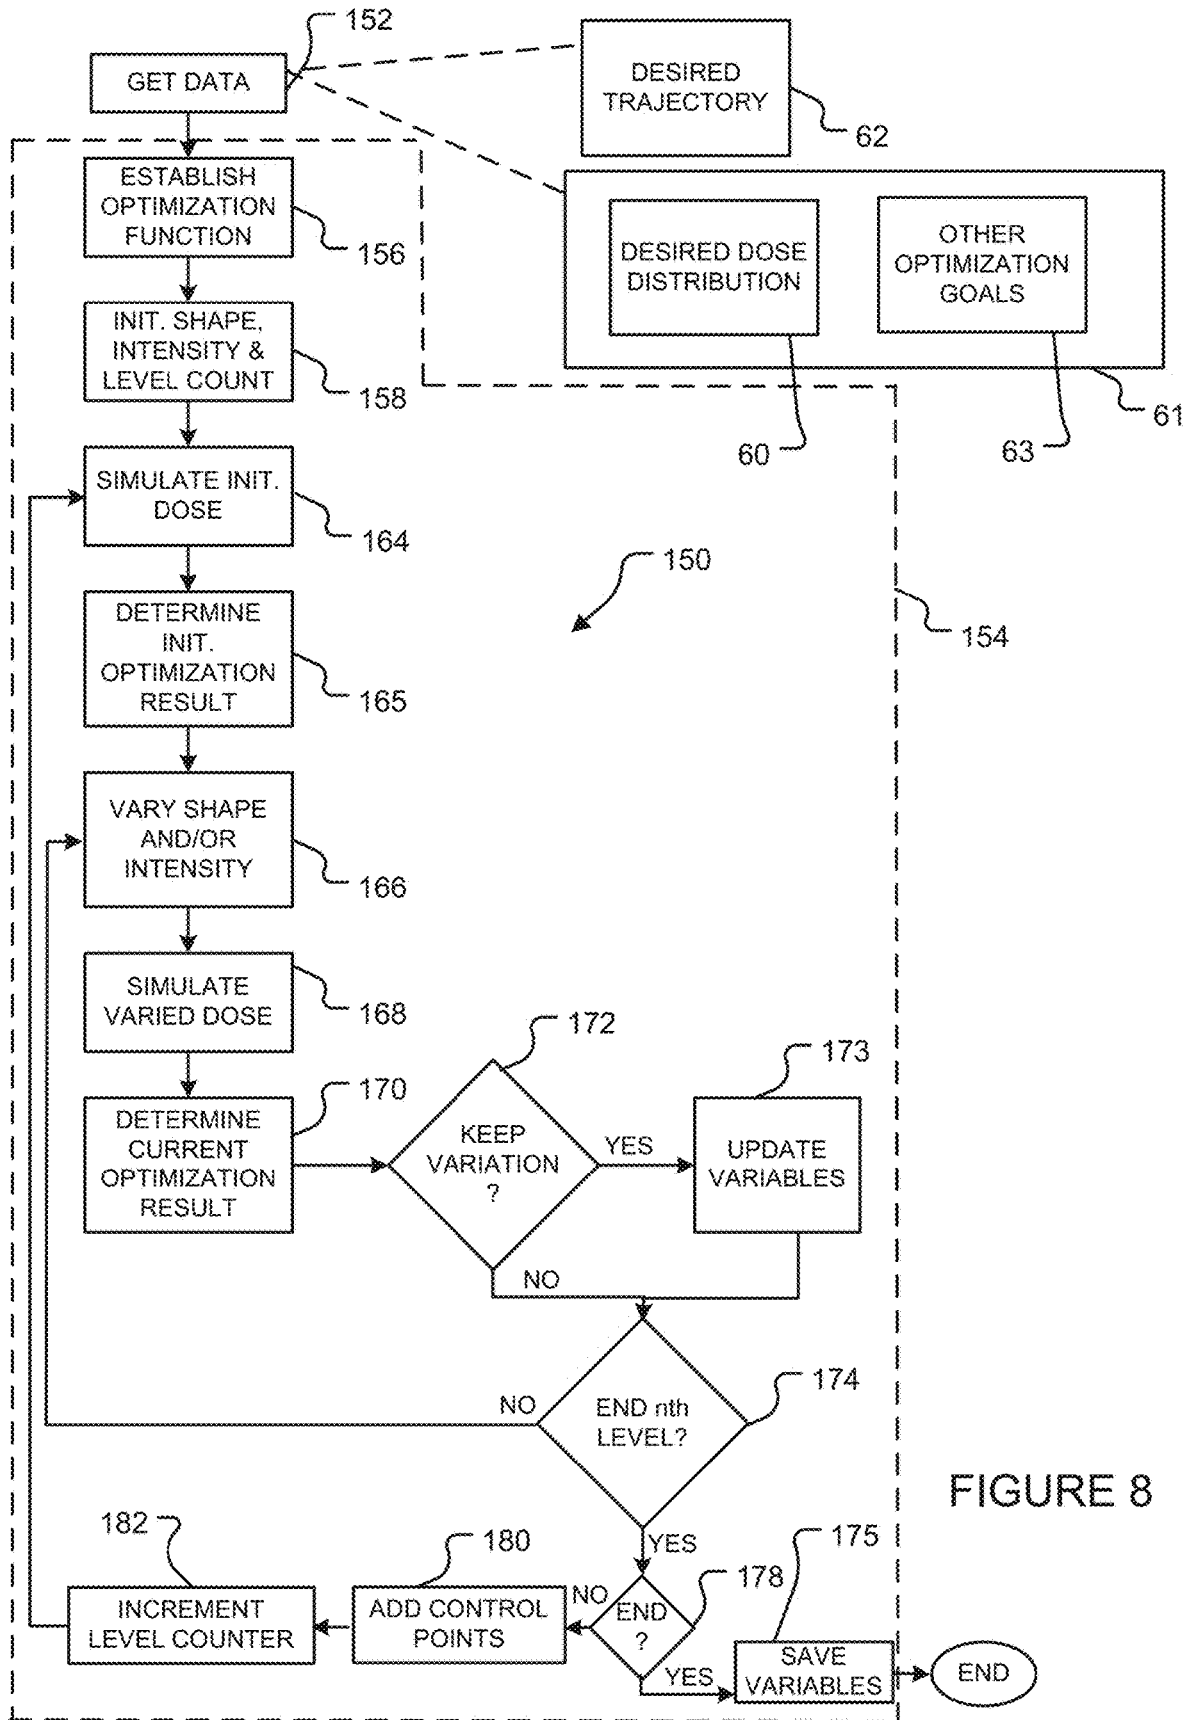 152
GET DATA
DESIRED
TRAJECTORY
62
ESTABLISH
OPTIMIZATION
FUNCTION
156
DESIRED DOSE
DISTRIBUTION
OTHER
OPTIMIZATION
GOALS
INIT. SHAPE,
INTENSITY &
LEVEL COUNT
158
61
60
63
SIMULATE INIT.
DOSE
164
150
154
DETERMINE
INIT.
OPTIMIZATION
RESULT
165
VARY SHAPE
AND/OR
INTENSITY
166
SIMULATE
VARIED DOSE
168
172
173
170
DETERMINE
CURRENT
OPTIMIZATION
RESULT
KEEP
VARIATION
?
YES
UPDATE
VARIABLES
NO
NO
END nth
LEVEL?
174
FIGURE 8
YES
182
180
175
178
INCREMENT
LEVEL COUNTER
ADD CONTROL
POINTS
NO
END
?
YES
SAVE
VARIABLES
END